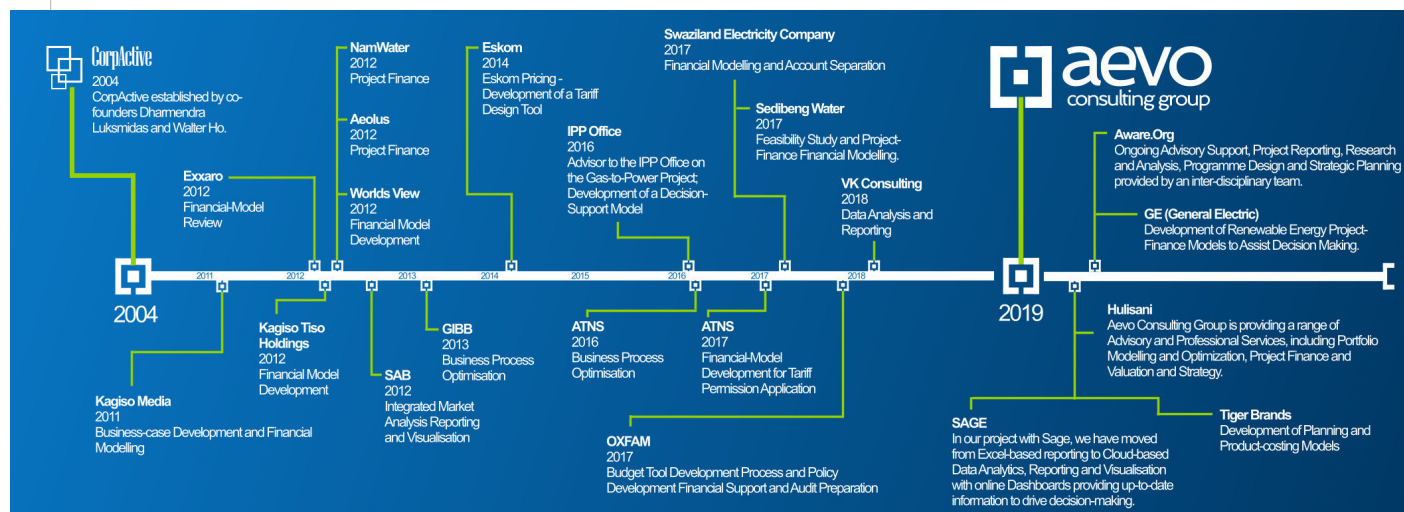 CorpActive
2004
CorpActive established by co-
founders Dharmendra
Luksmidas and Walter Ho.
Exxaro
2012
Financial-Model
Review
NamWater
2012
Project Finance
Aeolus
2012
Project Finance
Worlds View
2012
Financial Model
Development
Eskom
2014
Eskom Pricing -
Development of a Tariff
Design Tool
IPP Office
2016
Advisor to the IPP Office on
the Gas-to-Power Project;
Development of a Decision-
Support Model
Swaziland Electricity Company
2017
Financial Modelling and Account Separation
Sedibeng Water
2017
Feasibility Study and Project-
Finance Financial Modelling.
VK Consulting
2018
Data Analysis and
Reporting
aevo
consulting group
Aware.Org
Ongoing Advisory Support, Project Reporting, Research
and Analysis, Programme Design and Strategic Planning
provided by an inter-disciplinary team.
GE (General Electric)
Development of Renewable Energy Project-
Finance Models to Assist Decision Making.
2004
2011
2012
2013
2014
2015
2016
2017
2018
2019
Kagiso Media
2011
Business-case Development and Financial
Modelling
Kagiso Tiso
Holdings
2012
Financial Model
Development
SAB
2012
Integrated Market
Analysis Reporting
and Visualisation
GIBB
2013
Business Process
Optimisation
ATNS
2016
Business Process
Optimisation
ATNS
2017
Financial-Model
Development for Tariff
Permission Application
OXFAM
2017
Budget Tool Development Process and Policy
Development Financial Support and Audit Preparation
Hulisani
Aevo Consulting Group is providing a range of
Advisory and Professional Services, including Portfolio
Modelling and Optimization, Project Finance and
Valuation and Strategy.
SAGE
In our project with Sage, we have moved
from Excel-based reporting to Cloud-based
Data Analytics, Reporting and Visualisation
with online Dashboards providing up-to-date
information to drive decision-making.
Tiger Brands
Development of Planning and
Product-costing Models